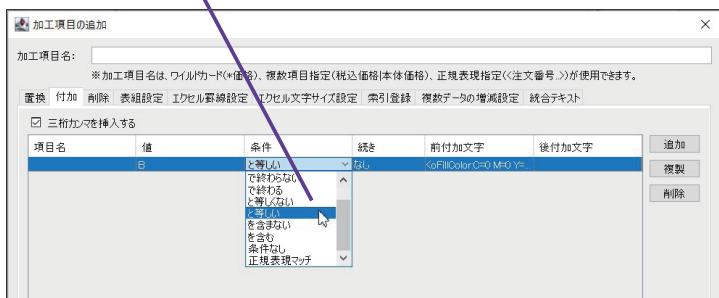 加工項目の追加
加工項目名:
※加工項目名は、ワイルドカード(*価格)、複数項目指定(税込価格|本体価格)、正規表現指定(<注文番号..>)が使用できます。
置換 付加 削除 表組設定 エクセル罫線設定 エクセル文字サイズ設定 索引登録 複数データの増減設定 統合テキスト
三桁カンマを挿入する
項目名 値 条件 続き 前付加文字 後付加文字
B と等しい なし <oFillColor:C=0 M=0 Y=...
で終わらない
で終わる
と等しくない
と等しい
を含まない
を含む
条件なし
正規表現マッチ
追加
複製
削除